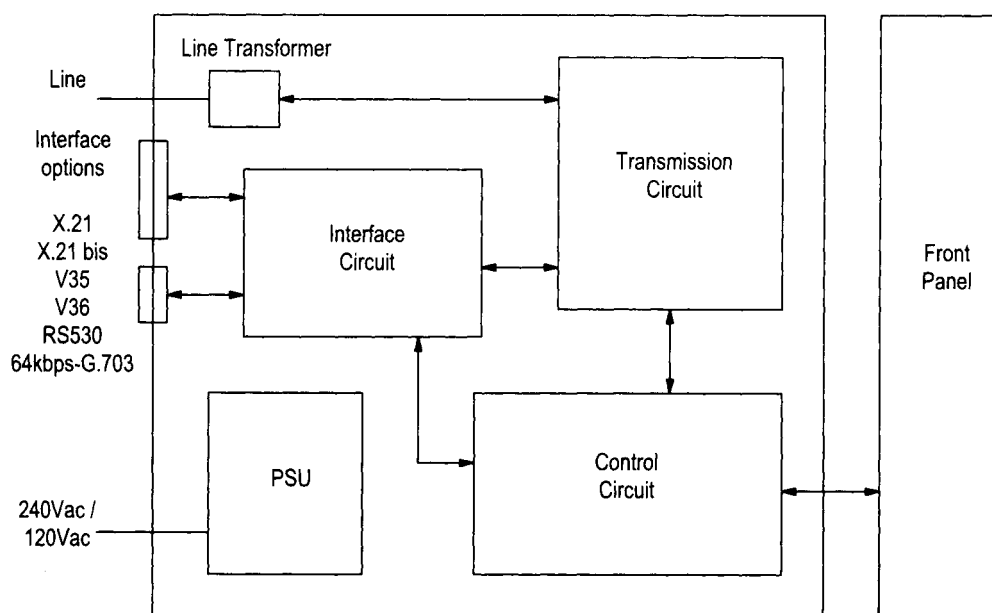 Line Transformer
Line
Interface
options
X.21
X.21 bis
V35
V36
RS530
64kbps-G.703
240Vac /
120Vac
Interface
Circuit
PSU
Transmission
Circuit
Control
Circuit
Front
Panel